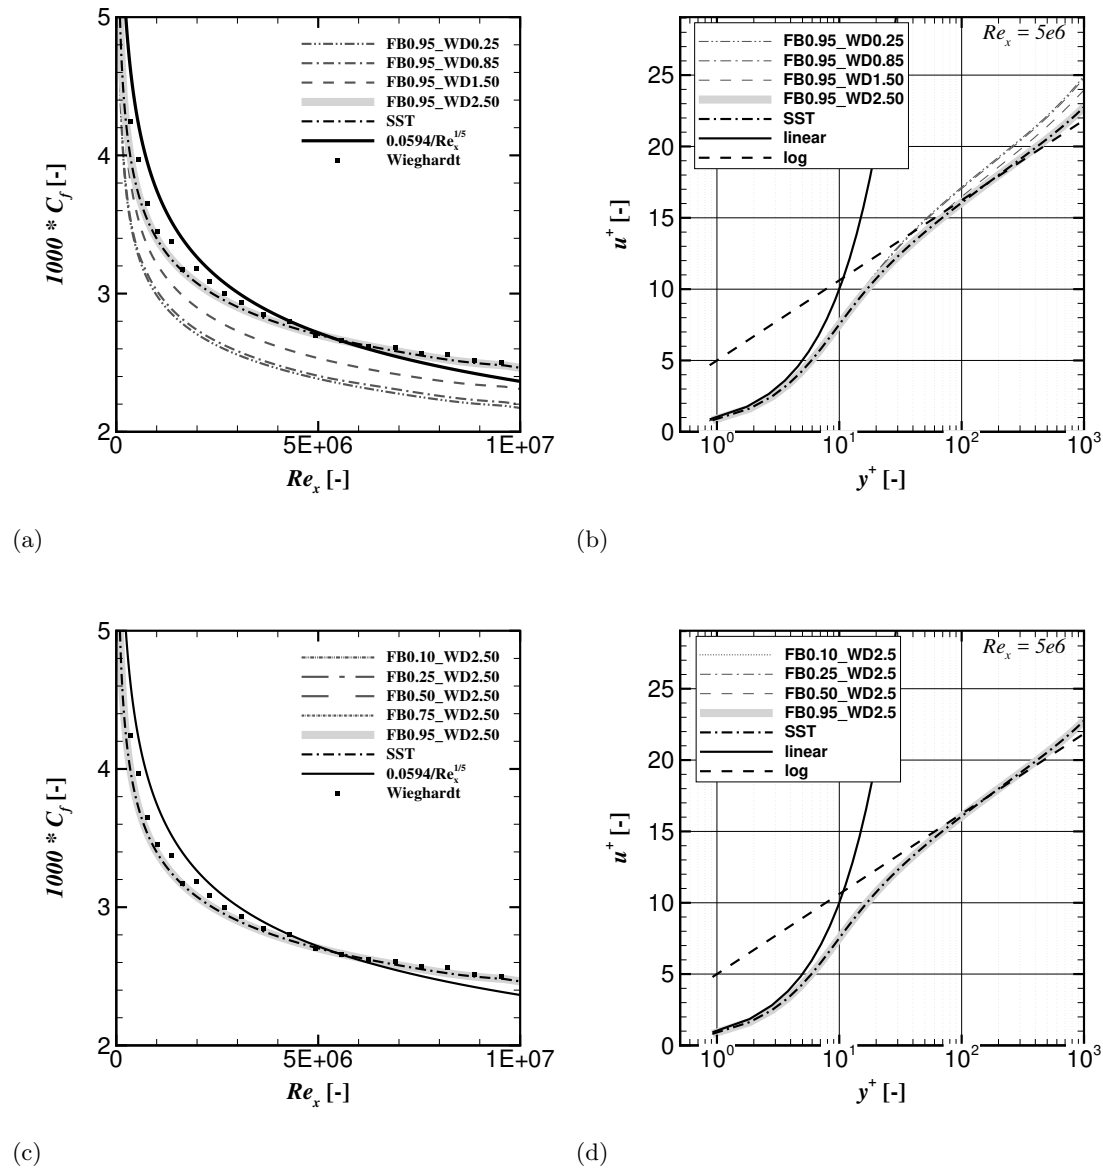 5
4
3
2
1000 * C_f [-]
FB0.95_WD0.25
FB0.95_WD0.85
FB0.95_WD1.50
FB0.95_WD2.50
SST
0.0594/Re_x^{1/5}
Wieghardt
0 5E+06 1E+07
Re_x [-]
(a)
Re_x = 5e6
25
20
15
10
5
0
u^+ [-]
FB0.95_WD0.25
FB0.95_WD0.85
FB0.95_WD1.50
FB0.95_WD2.50
SST
linear
log
10^0 10^1 10^2 10^3
y^+ [-]
(b)
5
4
3
2
1000 * C_f [-]
FB0.10_WD2.50
FB0.25_WD2.50
FB0.50_WD2.50
FB0.75_WD2.50
FB0.95_WD2.50
SST
0.0594/Re_x^{1/5}
Wieghardt
0 5E+06 1E+07
Re_x [-]
(c)
Re_x = 5e6
25
20
15
10
5
0
u^+ [-]
FB0.10_WD2.5
FB0.25_WD2.5
FB0.50_WD2.5
FB0.95_WD2.5
SST
linear
log
10^0 10^1 10^2 10^3
y^+ [-]
(d)